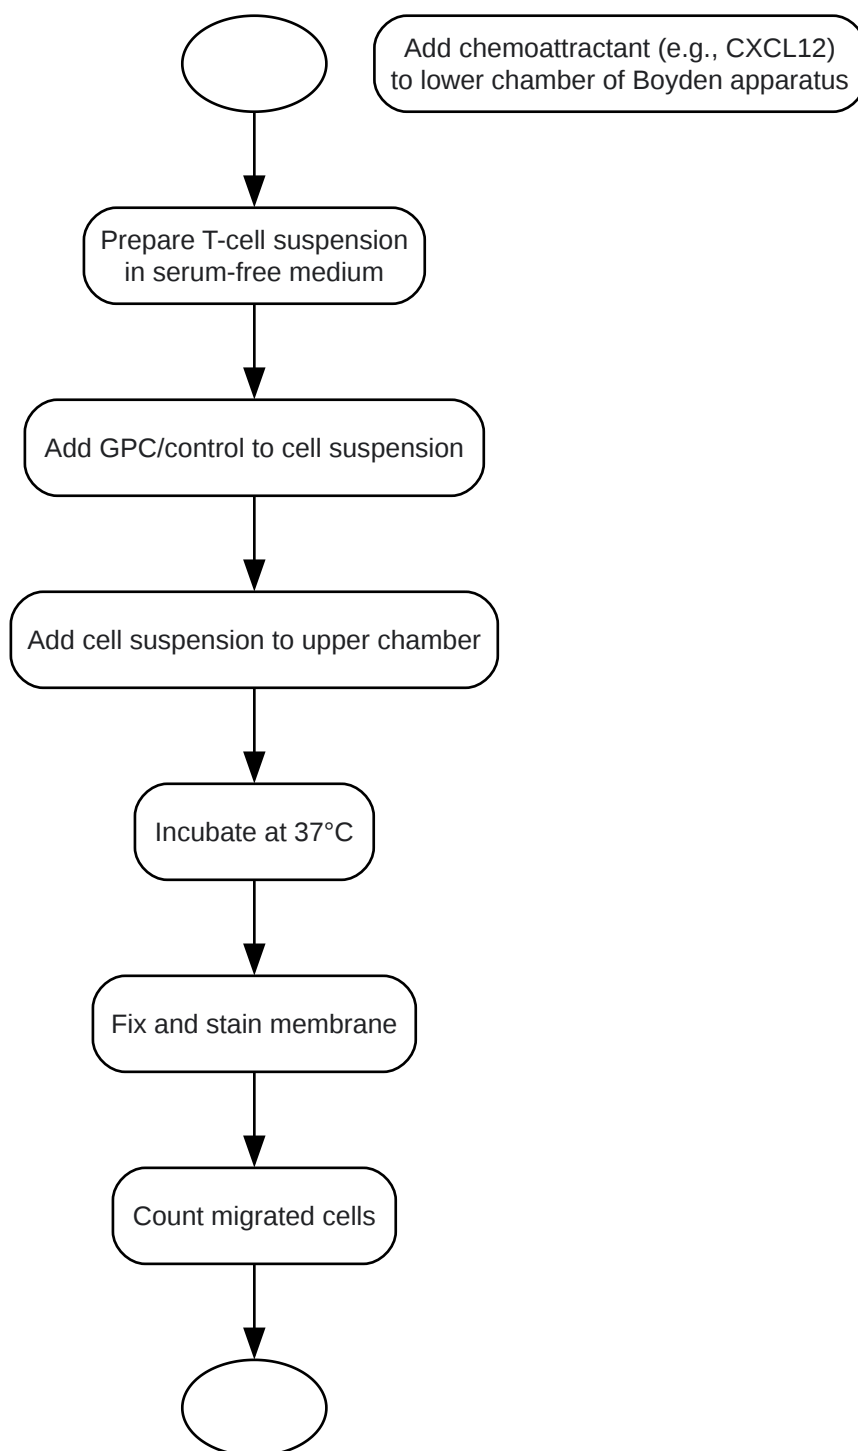 Add chemoattractant (e.g., CXCL12)
to lower chamber of Boyden apparatus
Prepare T-cell suspension
in serum-free medium
Add GPC/control to cell suspension
Add cell suspension to upper chamber
Incubate at 37°C
Fix and stain membrane
Count migrated cells